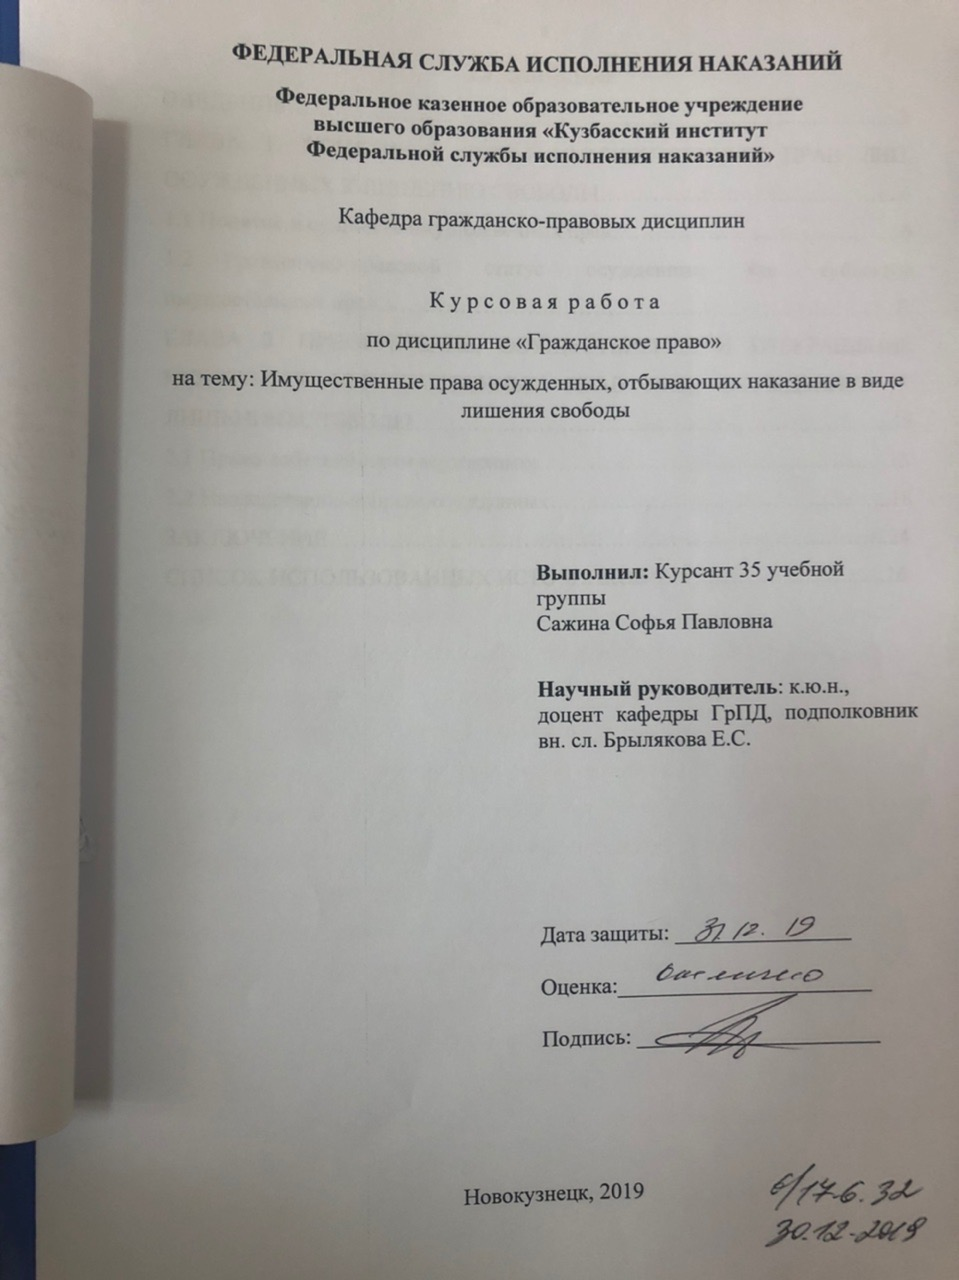 ФЕДЕРАЛЬНАЯ СЛУЖБА ИСПОЛНЕНИЯ НАКАЗАНИЙ
Федеральное казенное образовательное учреждение
высшего образования «Кузбасский институт
Федеральной службы исполнения наказаний»
Кафедра гражданско-правовых дисциплин
Курсовая работа
по дисциплине «Гражданское право»
на тему: Имущественные права осужденных, отбывающих наказание в виде
лишения свободы
Выполнил: Курсант 35 учебной
группы
Сажина Софья Павловна
Научный руководитель: к.ю.н.,
доцент кафедры ГрПД, подполковник
вн. сл. Брылякова Е.С.
Дата защиты: 31.12.19
Оценка: отлично
Подпись:
Новокузнецк, 2019
б/17.6.32
30.12.2019